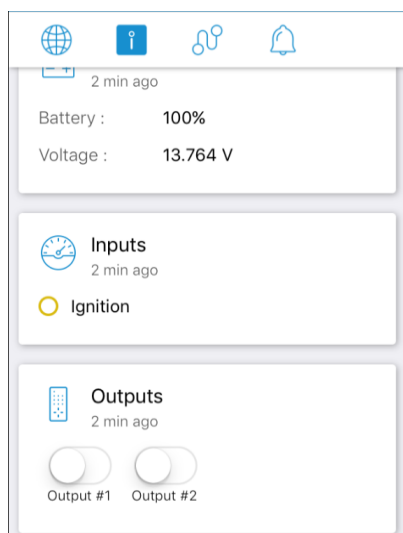 2 min ago
Battery : 100%
Voltage : 13.764 V
Inputs
2 min ago
Ignition
Outputs
2 min ago
Output #1 Output #2